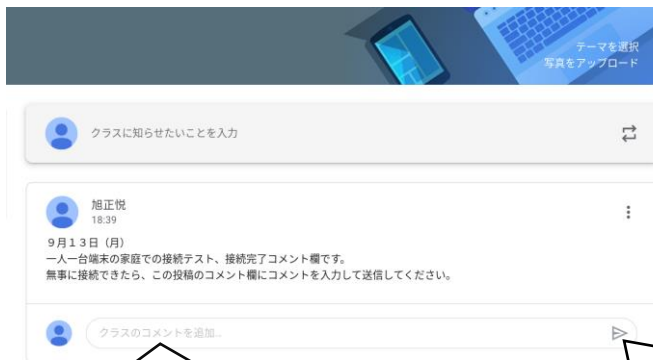 テーマを選択
写真をアップロード
クラスに知らせたいことを入力
旭正悦
18:39
９月１３日（月）
一人一台端末の家庭での接続テスト、接続完了コメント欄です。
無事に接続できたら、この投稿のコメント欄にコメントを入力して送信してください。
クラスのコメントを追加…